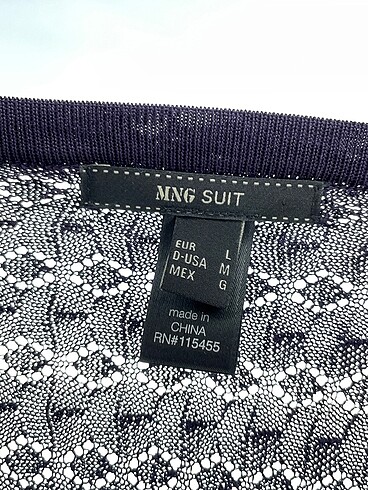 MNG SUIT
EUR L
D-USA M
MEX G
made in
CHINA
RN#115455